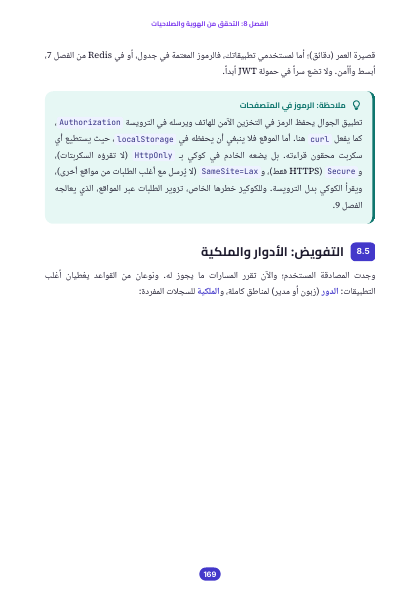 الفصل 8: التحقق من الهوية والصلاحيات
قصيرة العمر (دقائق)؛ أما لمستخدمي تطبيقاتك، فالرموز المعتمة في جدول، أو في Redis من الفصل 7،
أبسط وآمن. ولا تضع سراً في حمولة JWT أبداً.
ملاحظة: الرموز في المتصفحات
تطبيق الجوال يحفظ الرمز في التخزين الآمن للهاتف ويرسله في الترويسة Authorization ،
كما يفعل curl هنا. أما الموقع فلا ينبغي أن يحفظه في localStorage ، حيث يستطيع أي
سكربت محقون قراءته، بل يضعه الخادم في كوكي بـ HttpOnly (لا تقرؤه السكربتات)،
و Secure (HTTPS فقط)، و SameSite=Lax (لا يُرسل مع أغلب الطلبات من مواقع أخرى)،
ويقرأ الكوكي بدل الترويسة. وللكوكيز خطرها الخاص، تزوير الطلبات عبر المواقع، الذي يعالجه
الفصل 9.
8.5 التفويض: الأدوار والملكية
وجدت المصادقة المستخدم؛ والآن تقرر المسارات ما يجوز له. ونوعان من القواعد يغطيان أغلب
التطبيقات: الدور (زبون أو مدير) لمناطق كاملة، والملكية للسجلات المفردة:
169